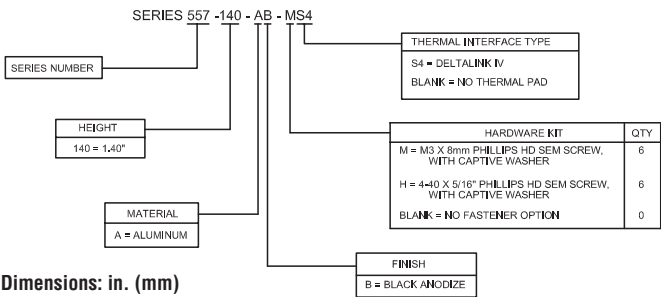 SERIES 557 -140 - AB - MS4
THERMAL INTERFACE TYPE
S4 = DELTALINK IV
BLANK = NO THERMAL PAD
SERIES NUMBER
HEIGHT
140 = 1.40"
HARDWARE KIT QTY
M = M3 X 8mm PHILLIPS HD SEM SCREW, 6
WITH CAPTIVE WASHER
H = 4-40 X 5/16" PHILLIPS HD SEM SCREW, 6
WITH CAPTIVE WASHER
BLANK = NO FASTENER OPTION 0
MATERIAL
A = ALUMINUM
FINISH
B = BLACK ANODIZE
Dimensions: in. (mm)